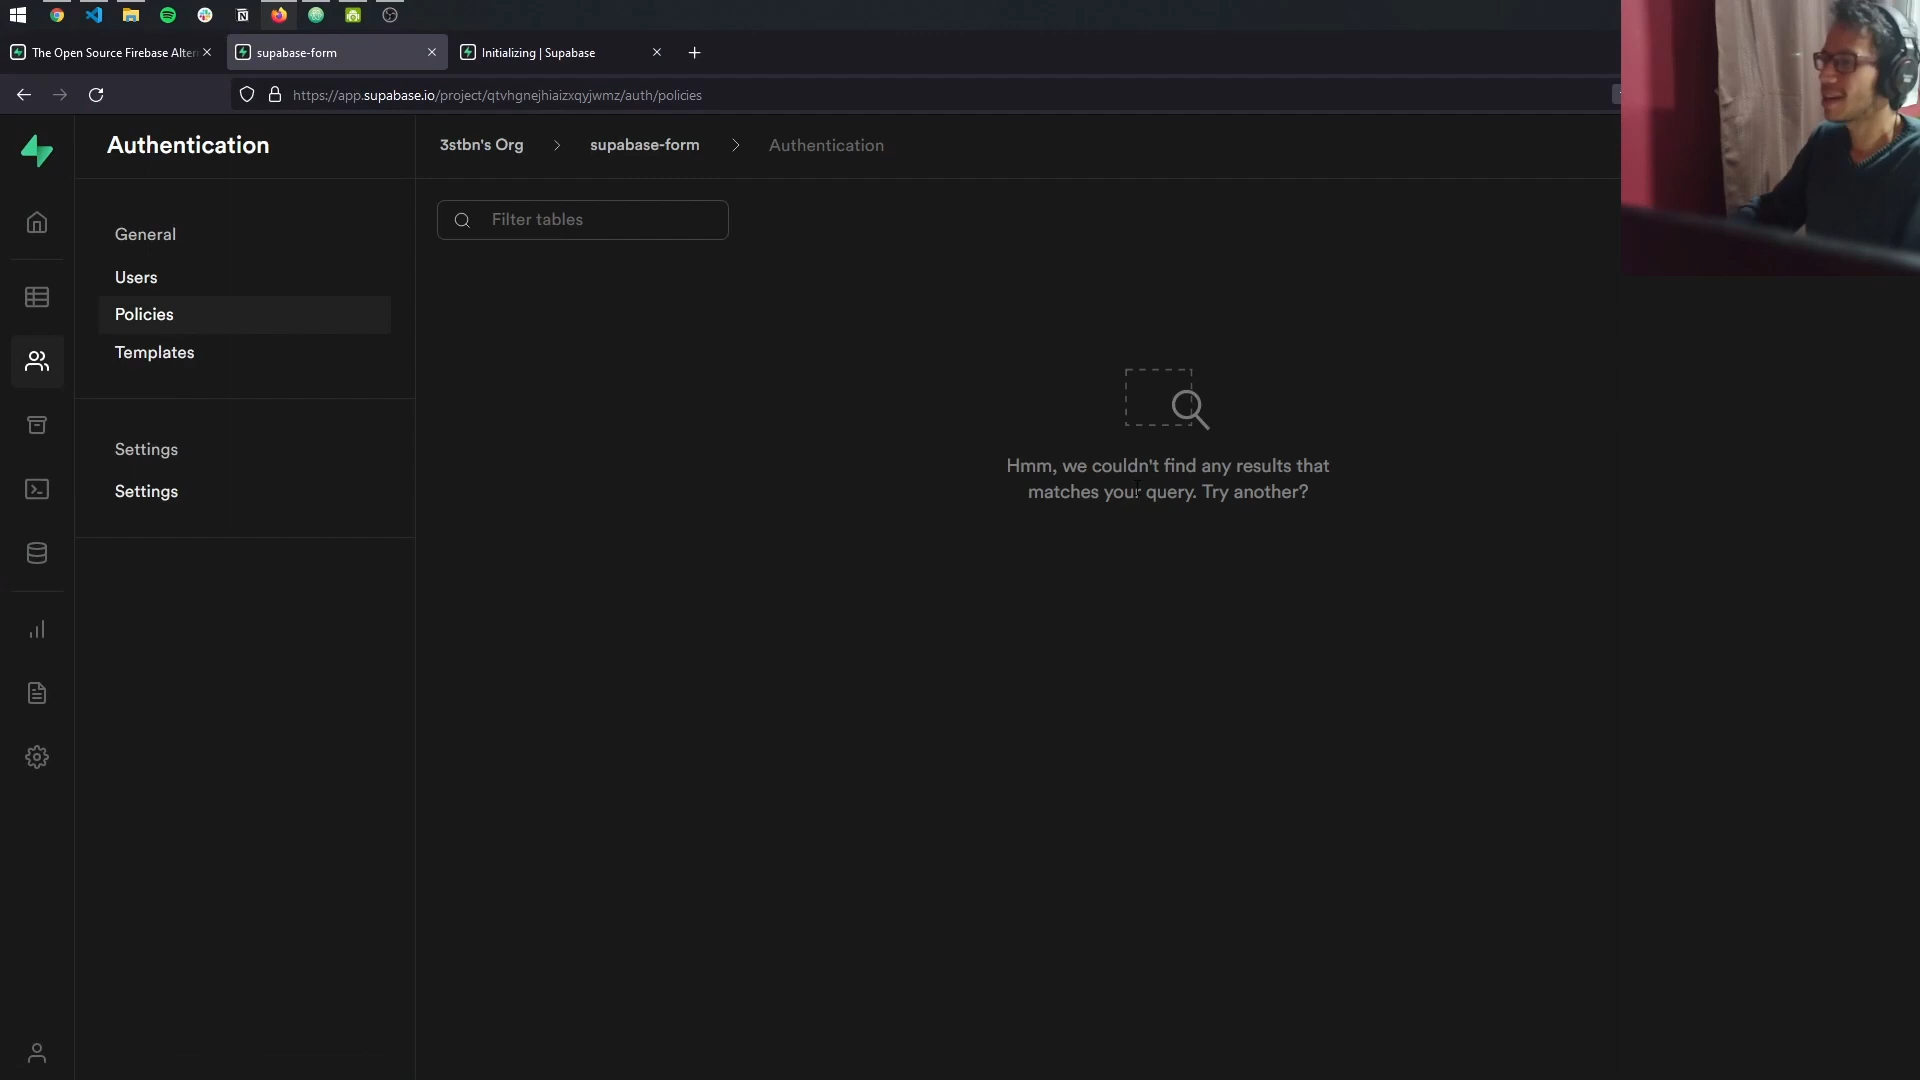 The Open Source Firebase Alter
supabase-form
Initializing | Supabase
https://app.supabase.io/project/qtvhgnejhiaizxqyjwmz/auth/policies
Authentication
3stbn's Org
supabase-form
Authentication
General
Users
Policies
Templates
Settings
Settings
Filter tables
Hmm, we couldn't find any results that
matches your query. Try another?